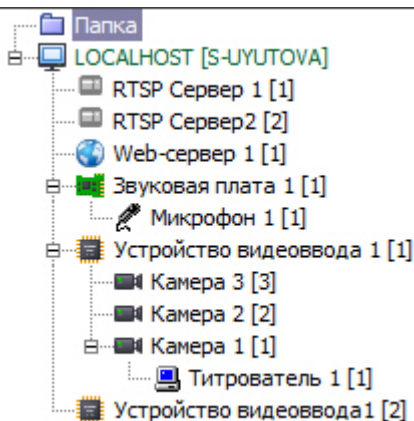 Папка
LOCALHOST [S-UYUTOVA]
RTSP Сервер 1 [1]
RTSP Сервер2 [2]
Web-сервер 1 [1]
Звуковая плата 1 [1]
Микрофон 1 [1]
Устройство видеоввода 1 [1]
Камера 3 [3]
Камера 2 [2]
Камера 1 [1]
Титрователь 1 [1]
Устройство видеоввода1 [2]